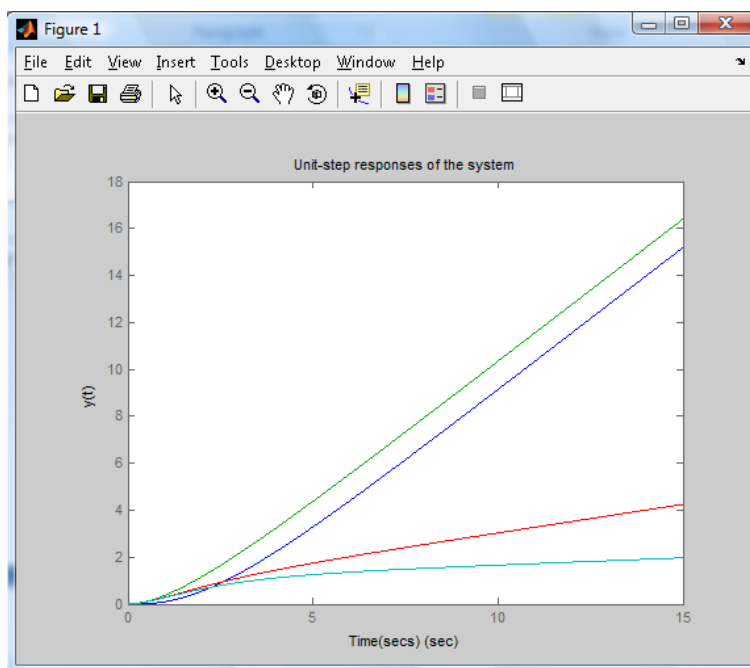 Figure 1
File Edit View Insert Tools Desktop Window Help
Unit-step responses of the system
18
16
14
12
10
8
6
4
2
0
y(t)
0 5 10 15
Time(secs) (sec)